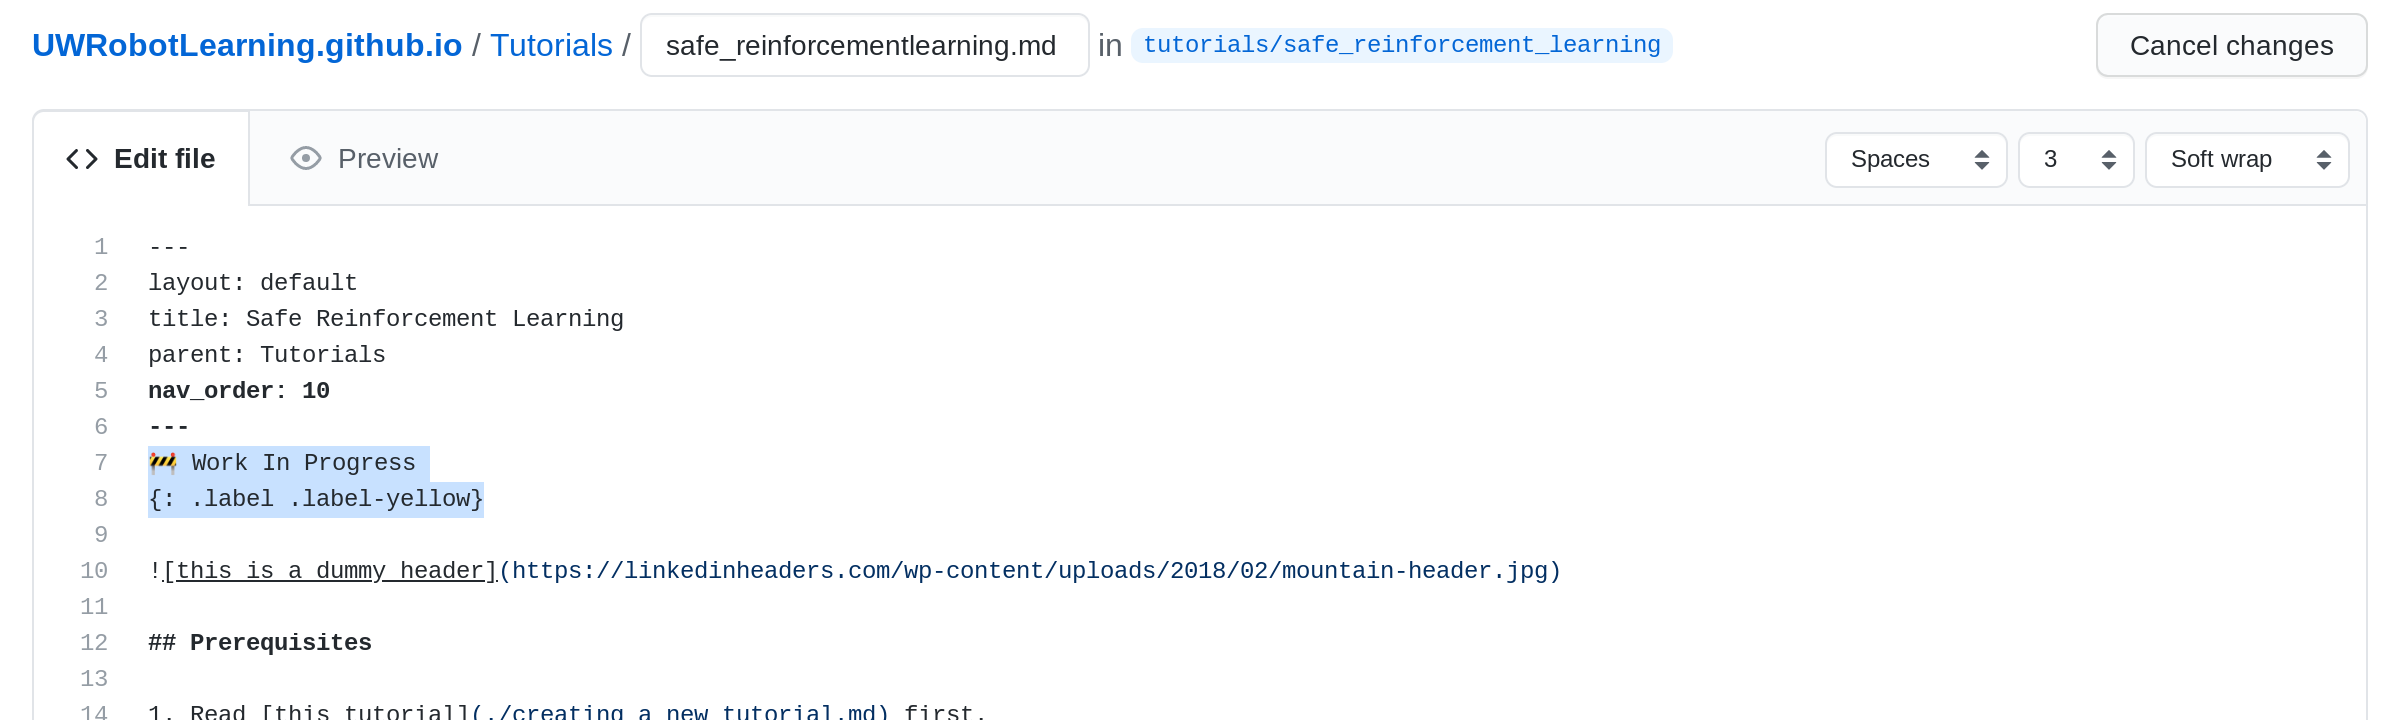 UWRobotLearning.github.io / Tutorials / safe_reinforcementlearning.md in tutorials/safe_reinforcement_learning Cancel changes
Edit file Preview Spaces 3 Soft wrap
1 ---
2 layout: default
3 title: Safe Reinforcement Learning
4 parent: Tutorials
5 nav_order: 10
6 ---
7 🚧 Work In Progress
8 {: .label .label-yellow}
9
10 ![this is a dummy header](https://linkedinheaders.com/wp-content/uploads/2018/02/mountain-header.jpg)
11
12 ## Prerequisites
13
14 1. Read [this tutorial](./creating_a_new_tutorial.md) first.